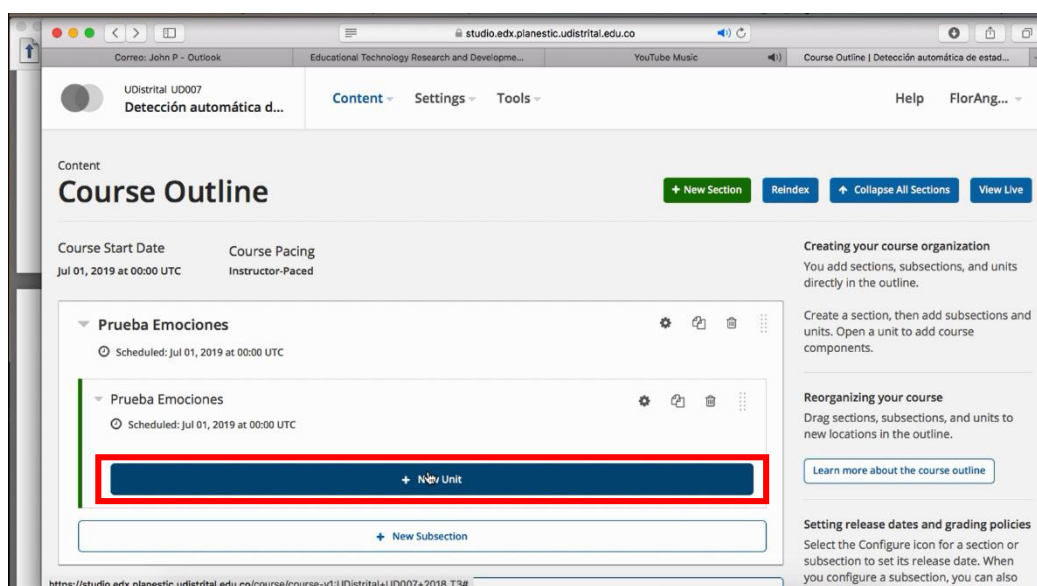 studio.edx.planestic.udistrital.edu.co
Correo: John P - Outlook
Educational Technology Research and Developme...
YouTube Music
Course Outline | Detección automática de estad...
UDistrital UD007
Detección automática d...
Content
Settings
Tools
Help
FlorAng...
Content
Course Outline
+ New Section
Reindex
↑ Collapse All Sections
View Live
Course Start Date
Jul 01, 2019 at 00:00 UTC
Course Pacing
Instructor-Paced
Prueba Emociones
Scheduled: Jul 01, 2019 at 00:00 UTC
Prueba Emociones
Scheduled: Jul 01, 2019 at 00:00 UTC
+ New Unit
+ New Subsection
https://studio.edx.planestic.udistrital.edu.co/course/course-v1:UDistrital+UD007+2018_T3#
Creating your course organization
You add sections, subsections, and units
directly in the outline.
Create a section, then add subsections and
units. Open a unit to add course
components.
Reorganizing your course
Drag sections, subsections, and units to
new locations in the outline.
Learn more about the course outline
Setting release dates and grading policies
Select the Configure icon for a section or
subsection to set its release date. When
you configure a subsection, you can also